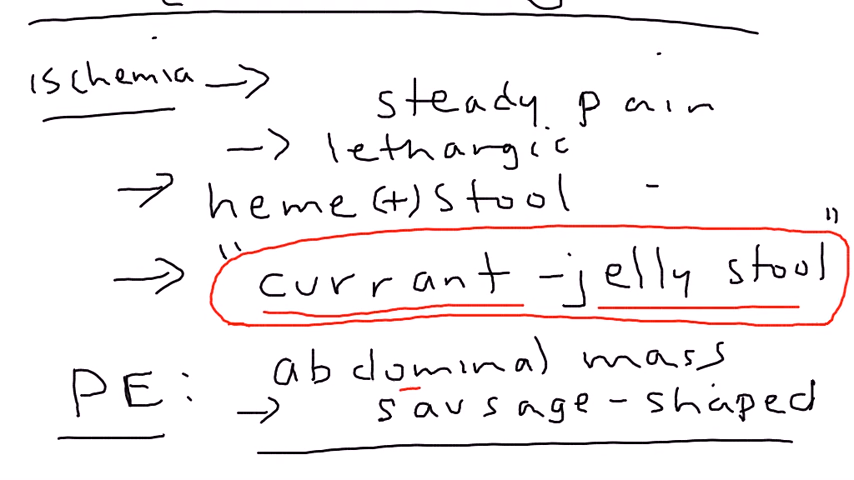 ischemia → steady pain
→ lethargic
→ heme (+) stool -
→ "currant-jelly stool"
PE: abdominal mass
→ sausage-shaped